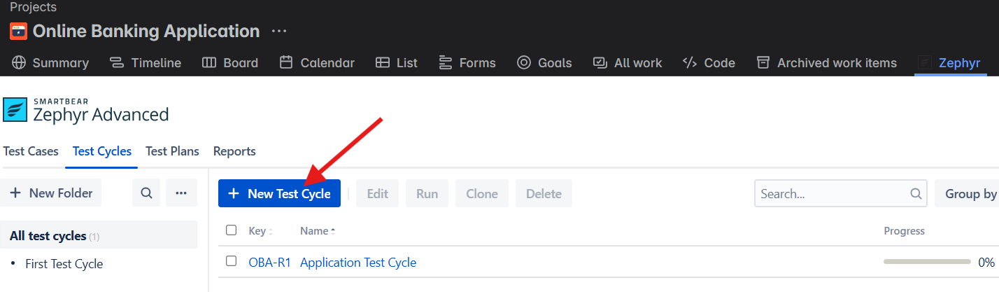 Projects
Online Banking Application ···
Summary Timeline Board Calendar List Forms Goals All work Code Archived work items Zephyr
SMARTBEAR
Zephyr Advanced
Test Cases Test Cycles Test Plans Reports
+ New Folder ··· + New Test Cycle Edit Run Clone Delete Search... Group by
All test cycles (1) Key Name Progress
• First Test Cycle OBA-R1 Application Test Cycle 0%